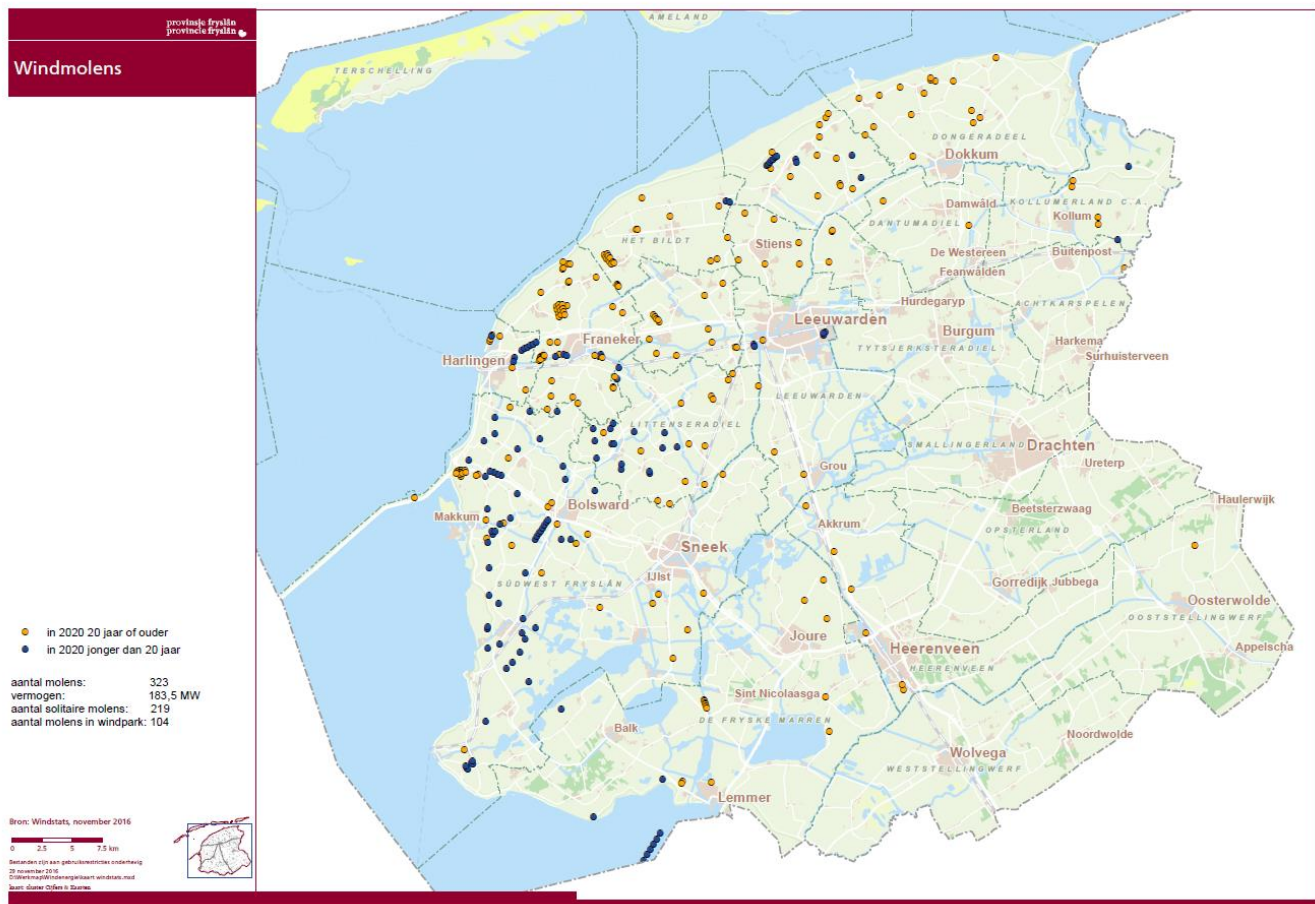 provinsje fryslân
provincie fryslân
Windmolens
in 2020 20 jaar of ouder
in 2020 jonger dan 20 jaar
aantal molens: 323
vermogen: 183,5 MW
aantal solitaire molens: 219
aantal molens in windpark: 104
Bron: Windstats, november 2016
0 2.5 5 7.5 km
Bestanden zijn aan gebruiksrestricties onderhevig
29 november 2016
AMELAND
TERSCHELLING
DONGERADEEL
Dokkum
Damwâld
KOLLUMERLAND C.A.
Kollum
DANTUMADIEL
HET BILDT
Stiens
De Westereen
Buitenpost
Feanwâlden
Hurdegaryp
ACHTKARSPELEN
Leeuwarden
Burgum
Franeker
Harkema
TYTSJERKSTERADIEL
Surhuisterveen
Harlingen
LEEUWARDEN
LITTENSERADIEL
SMALLINGERLAND
Drachten
Grou
Ureterp
Haulerwijk
Bolsward
Makkum
Beetsterzwaag
Akkrum
OPSTERLAND
Sneek
IJlst
SÚDWEST FRYSLÂN
Gorredijk
Jubbega
Oosterwolde
OOSTSTELLINGWERF
Joure
Heerenveen
Appelscha
HEERENVEEN
Sint Nicolaasga
DE FRYSKE MARREN
Balk
Noordwolde
Wolvega
WESTSTELLINGWERF
Lemmer